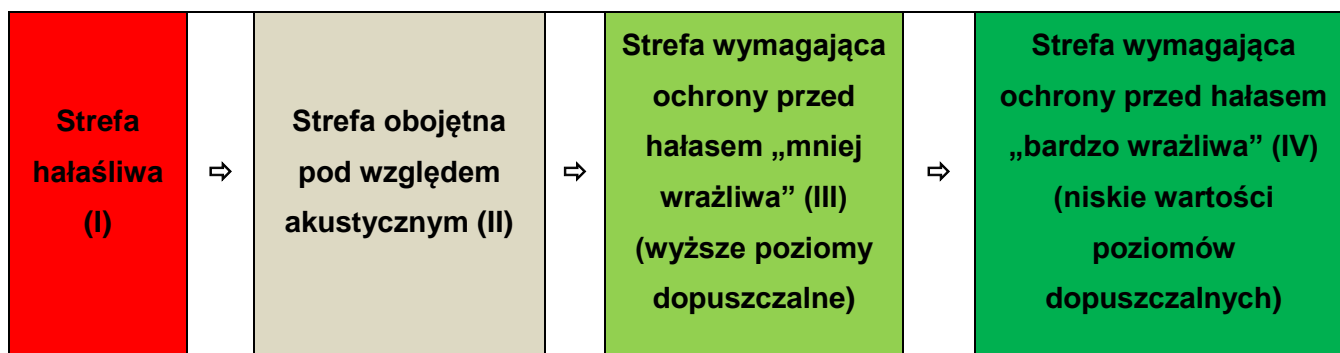 Strefa
hałaśliwa
(I)
⇨
Strefa obojętna
pod względem
akustycznym (II)
⇨
Strefa wymagająca
ochrony przed
hałasem „mniej
wrażliwa” (III)
(wyższe poziomy
dopuszczalne)
⇨
Strefa wymagająca
ochrony przed hałasem
„bardzo wrażliwa” (IV)
(niskie wartości
poziomów
dopuszczalnych)